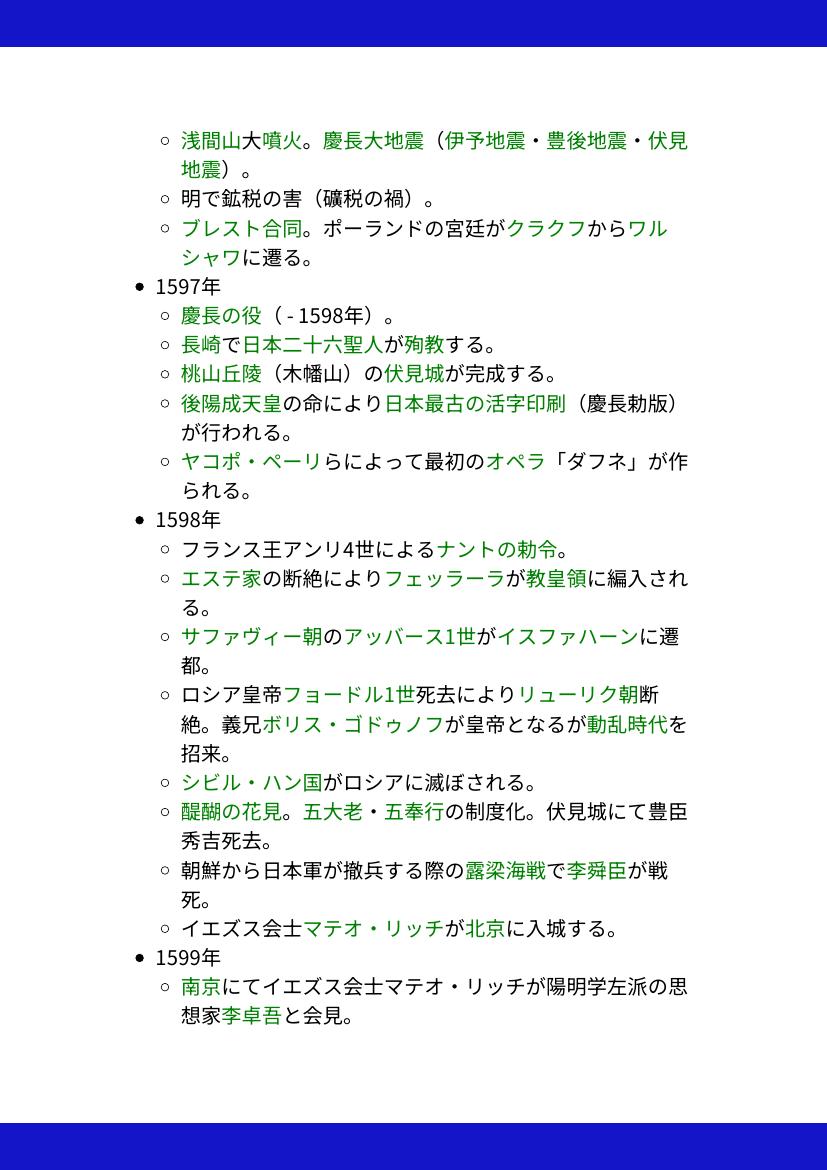 浅間山大噴火。慶長大地震（伊予地震・豊後地震・伏見
地震）。
明で鉱税の害（礦税の禍）。
ブレスト合同。ポーランドの宮廷がクラクフからワル
シャワに遷る。
1597年
慶長の役（ - 1598年）。
長崎で日本二十六聖人が殉教する。
桃山丘陵（木幡山）の伏見城が完成する。
後陽成天皇の命により日本最古の活字印刷（慶長勅版）
が行われる。
ヤコポ・ペーリらによって最初のオペラ「ダフネ」が作
られる。
1598年
フランス王アンリ4世によるナントの勅令。
エステ家の断絶によりフェッラーラが教皇領に編入され
る。
サファヴィー朝のアッバース1世がイスファハーンに遷
都。
ロシア皇帝フョードル1世死去によりリューリク朝断
絶。義兄ボリス・ゴドゥノフが皇帝となるが動乱時代を
招来。
シビル・ハン国がロシアに滅ぼされる。
醍醐の花見。五大老・五奉行の制度化。伏見城にて豊臣
秀吉死去。
朝鮮から日本軍が撤兵する際の露梁海戦で李舜臣が戦
死。
イエズス会士マテオ・リッチが北京に入城する。
1599年
南京にてイエズス会士マテオ・リッチが陽明学左派の思
想家李卓吾と会見。